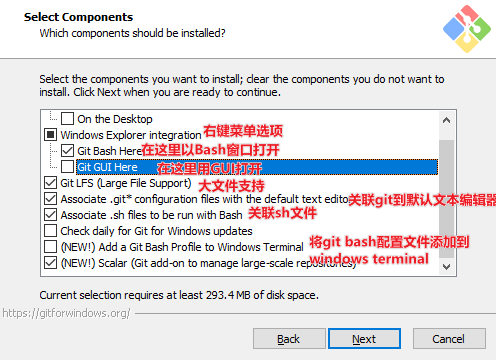 Select Components
Which components should be installed?
Select the components you want to install; clear the components you do not want to
install. Click Next when you are ready to continue.
On the Desktop
Windows Explorer integration 右键菜单选项
Git Bash Here 在这里以Bash窗口打开
Git GUI Here 在这里用GUI打开
Git LFS (Large File Support) 大文件支持
Associate .git* configuration files with the default text edito 关联git到默认文本编辑器
Associate .sh files to be run with Bash 关联sh文件
Check daily for Git for Windows updates
(NEW!) Add a Git Bash Profile to Windows Terminal 将git bash配置文件添加到
(NEW!) Scalar (Git add-on to manage large-scale repositories) windows terminal
Current selection requires at least 293.4 MB of disk space.
https://gitforwindows.org/
Back Next Cancel